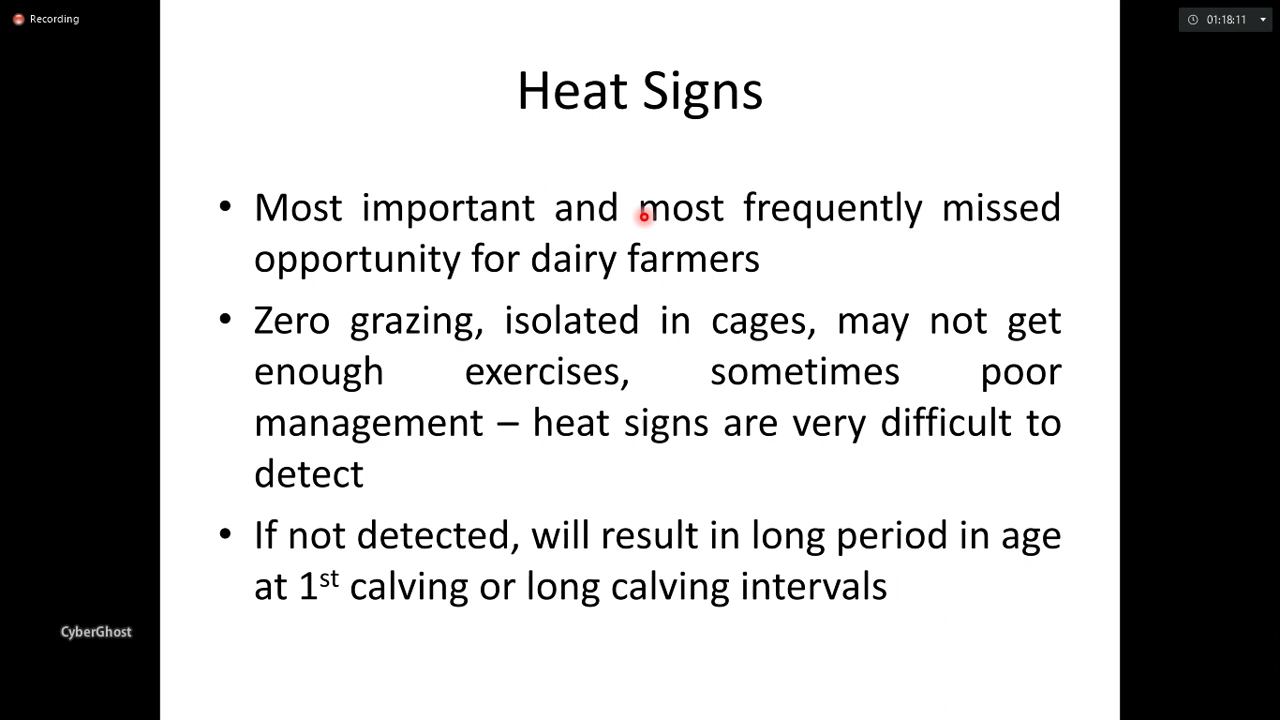 Recording
01:18:11
Heat Signs
• Most important and most frequently missed
opportunity for dairy farmers
• Zero grazing, isolated in cages, may not get
enough exercises, sometimes poor
management – heat signs are very difficult to
detect
• If not detected, will result in long period in age
at 1st calving or long calving intervals
CyberGhost